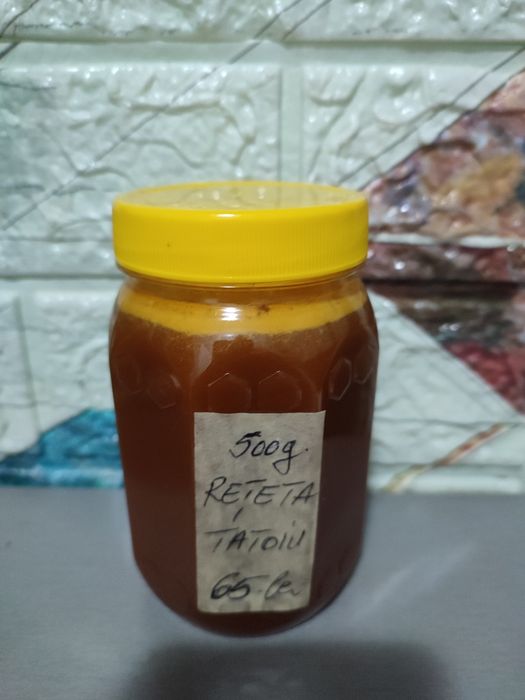 500g.
REȚETA
TATOIU
65 lei